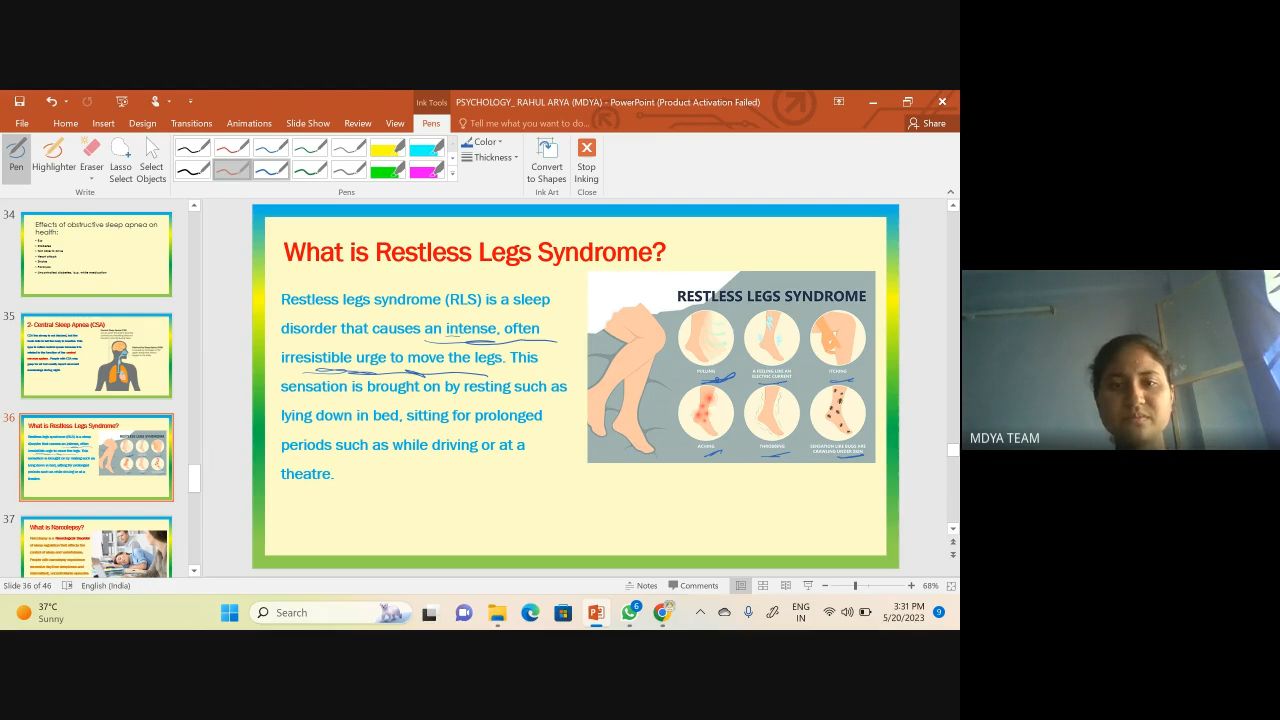 Ink Tools
PSYCHOLOGY_ RAHUL ARYA (MDYA) - PowerPoint (Product Activation Failed)
File Home Insert Design Transitions Animations Slide Show Review View Pens Tell me what you want to do... Share
Pen Highlighter Eraser Lasso Select Select Objects
Color
Thickness
Convert to Shapes
Stop Inking
Write Pens Ink Art Close
34
Effects of obstructive sleep apnea on
health:
35
2- Central Sleep Apnea (CSA)
36
What is Restless Legs Syndrome?
37
What is Narcolepsy?
What is Restless Legs Syndrome?
Restless legs syndrome (RLS) is a sleep
disorder that causes an intense, often
irresistible urge to move the legs. This
sensation is brought on by resting such as
lying down in bed, sitting for prolonged
periods such as while driving or at a
theatre.
RESTLESS LEGS SYNDROME
PULLING
A FEELING LIKE AN
ELECTRIC CURRENT
ITCHING
ACHING
THROBBING
SENSATION LIKE BUGS ARE
CRAWLING UNDER SKIN
MDYA TEAM
Slide 36 of 46 English (India) Notes Comments 68%
37°C
Sunny
Search
6
ENG
IN
3:31 PM
5/20/2023
9